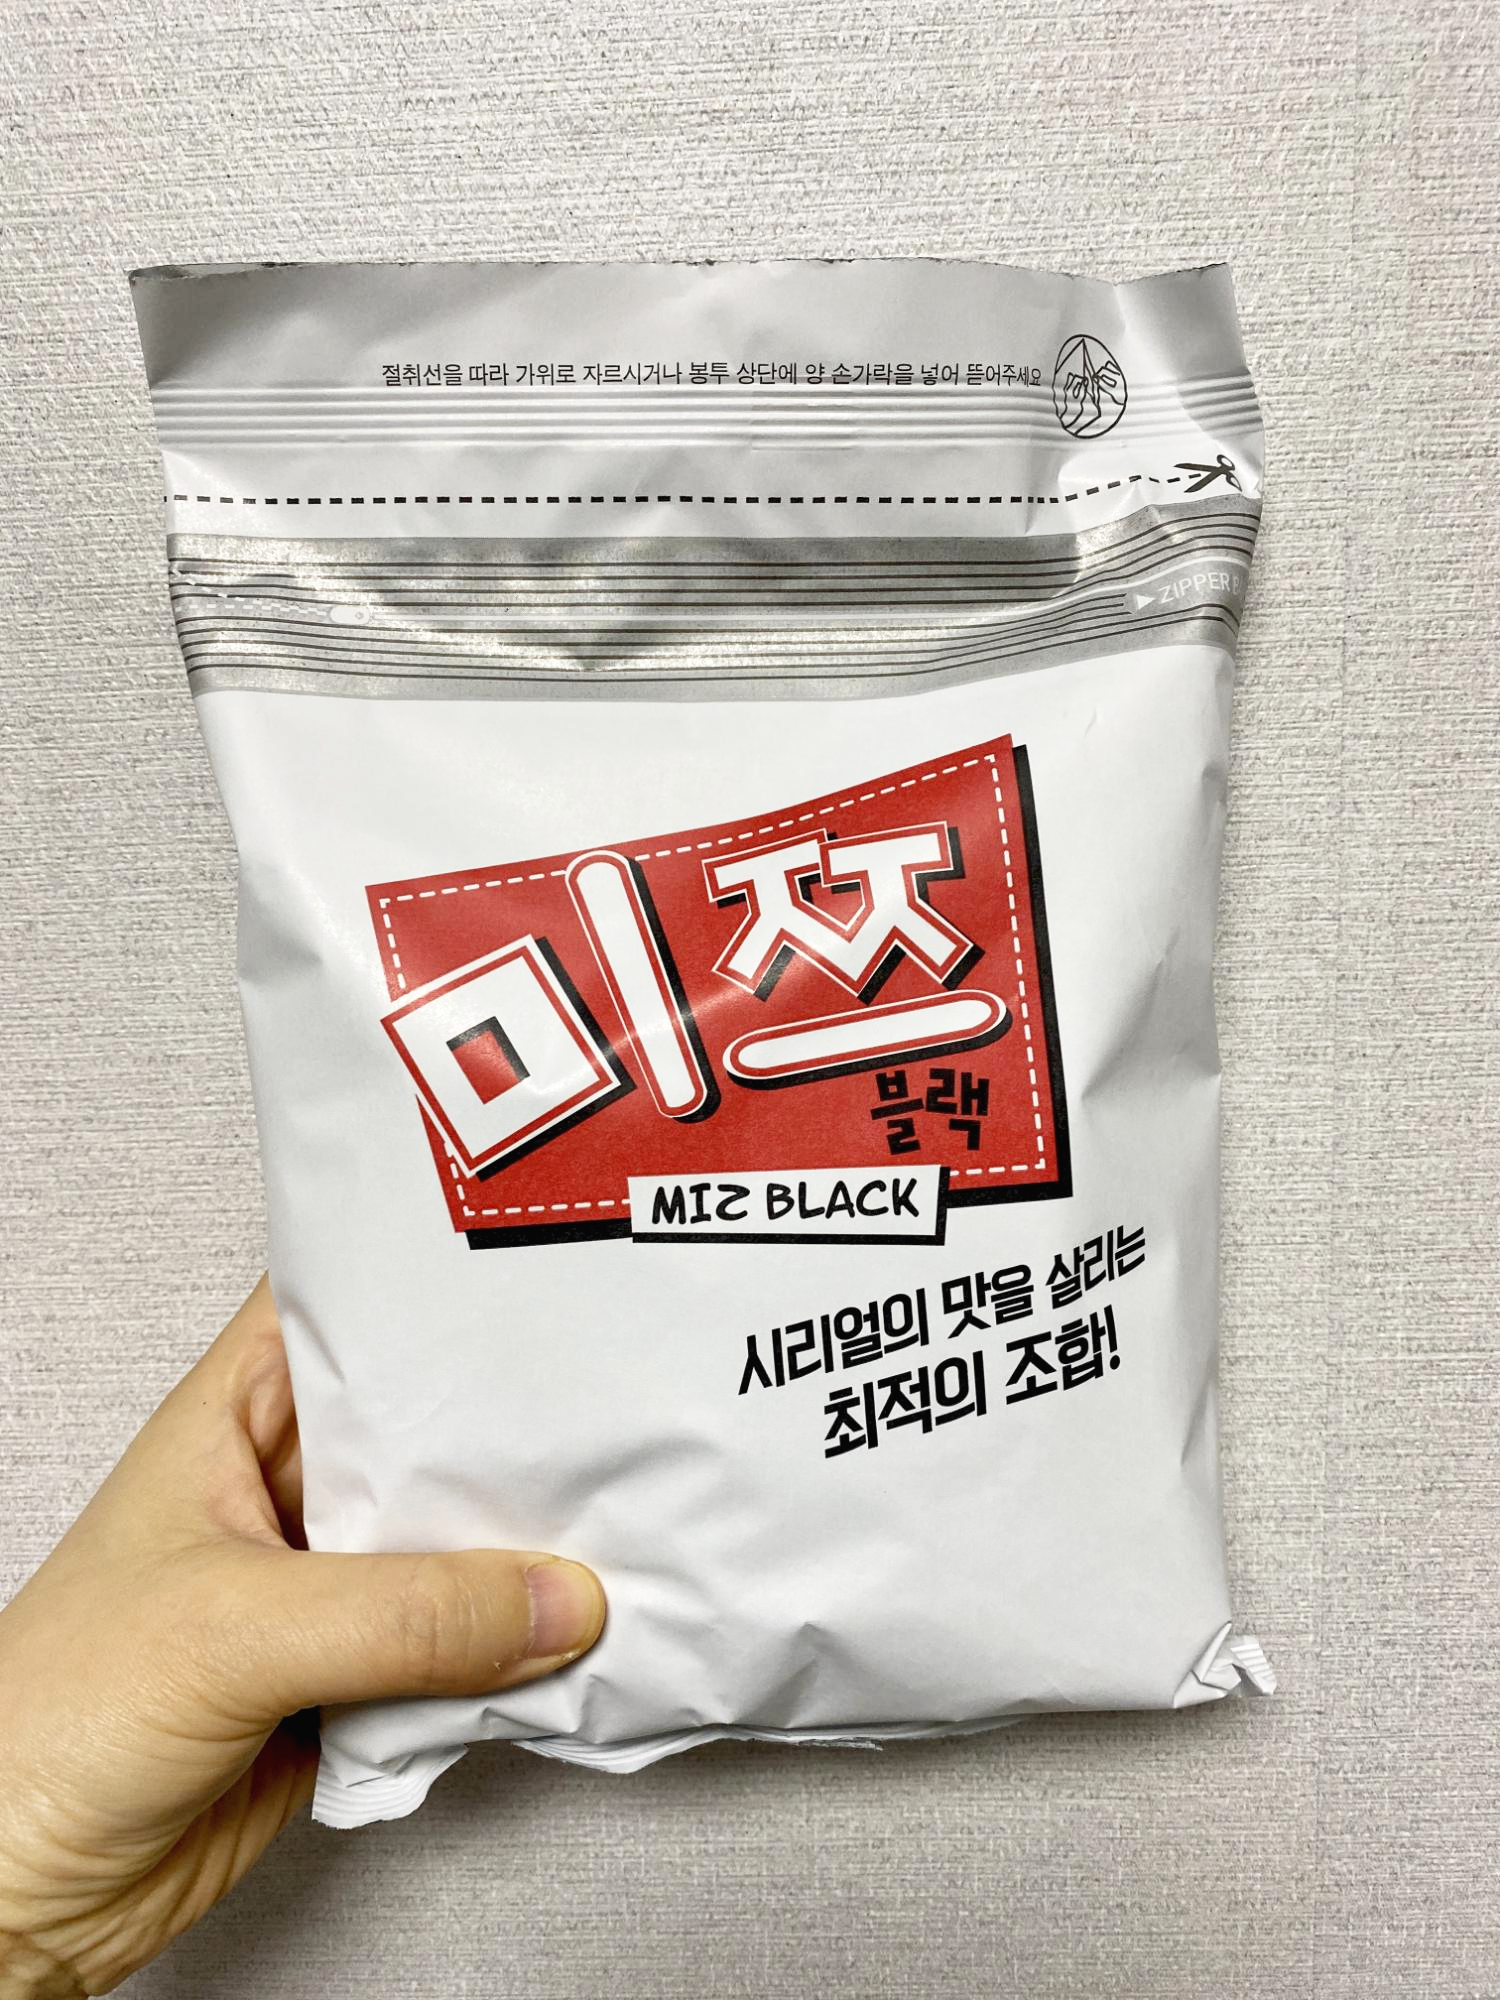 절취선을 따라 가위로 자르시거나 봉투 상단에 양 손가락을 넣어 뜯어주세요
ZIPPER
미쯔
블랙
MIZ BLACK
시리얼의 맛을 살리는
최적의 조합!